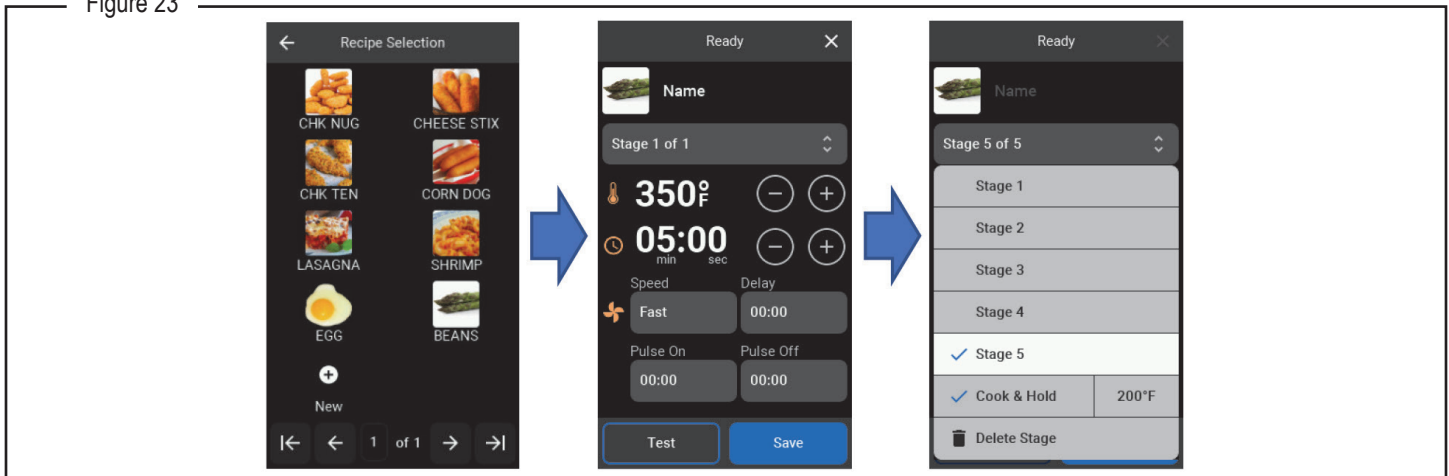 Figure 23
Recipe Selection
CHK NUG
CHEESE STIX
CHK TEN
CORN DOG
LASAGNA
SHRIMP
EGG
BEANS
New
1 of 1
Ready
Name
Stage 1 of 1
350°F
05:00
min sec
Speed
Delay
Fast
00:00
Pulse On
Pulse Off
00:00
00:00
Test
Save
Ready
Name
Stage 5 of 5
Stage 1
Stage 2
Stage 3
Stage 4
Stage 5
Cook & Hold
200°F
Delete Stage